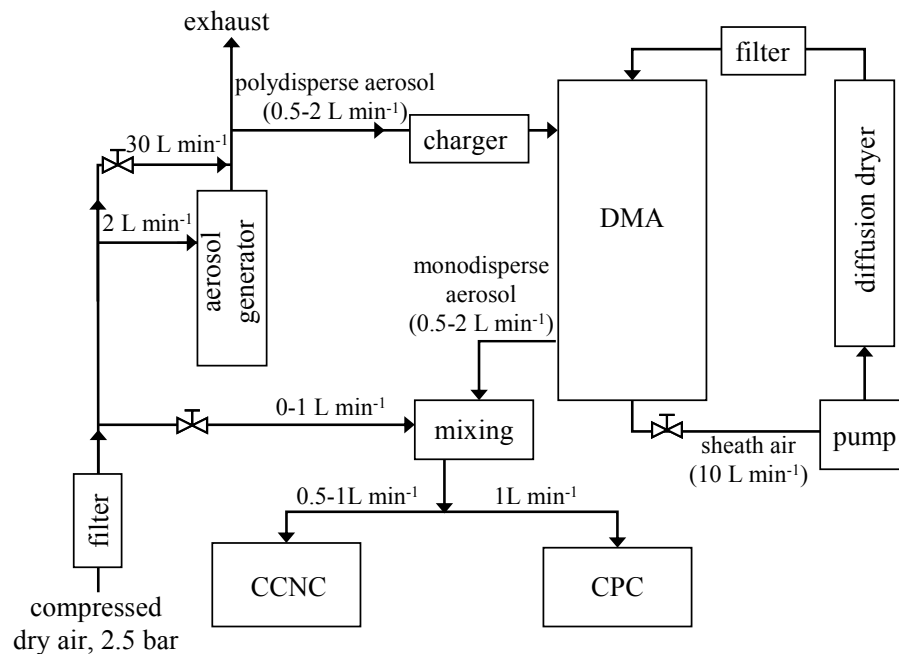 exhaust
polydisperse aerosol
(0.5-2 L min-1)
filter
30 L min-1
charger
2 L min-1
aerosol
generator
DMA
diffusion dryer
monodisperse
aerosol
(0.5-2 L min-1)
0-1 L min-1
mixing
pump
sheath air
(10 L min-1)
filter
0.5-1L min-1
1L min-1
CCNC
CPC
compressed
dry air, 2.5 bar